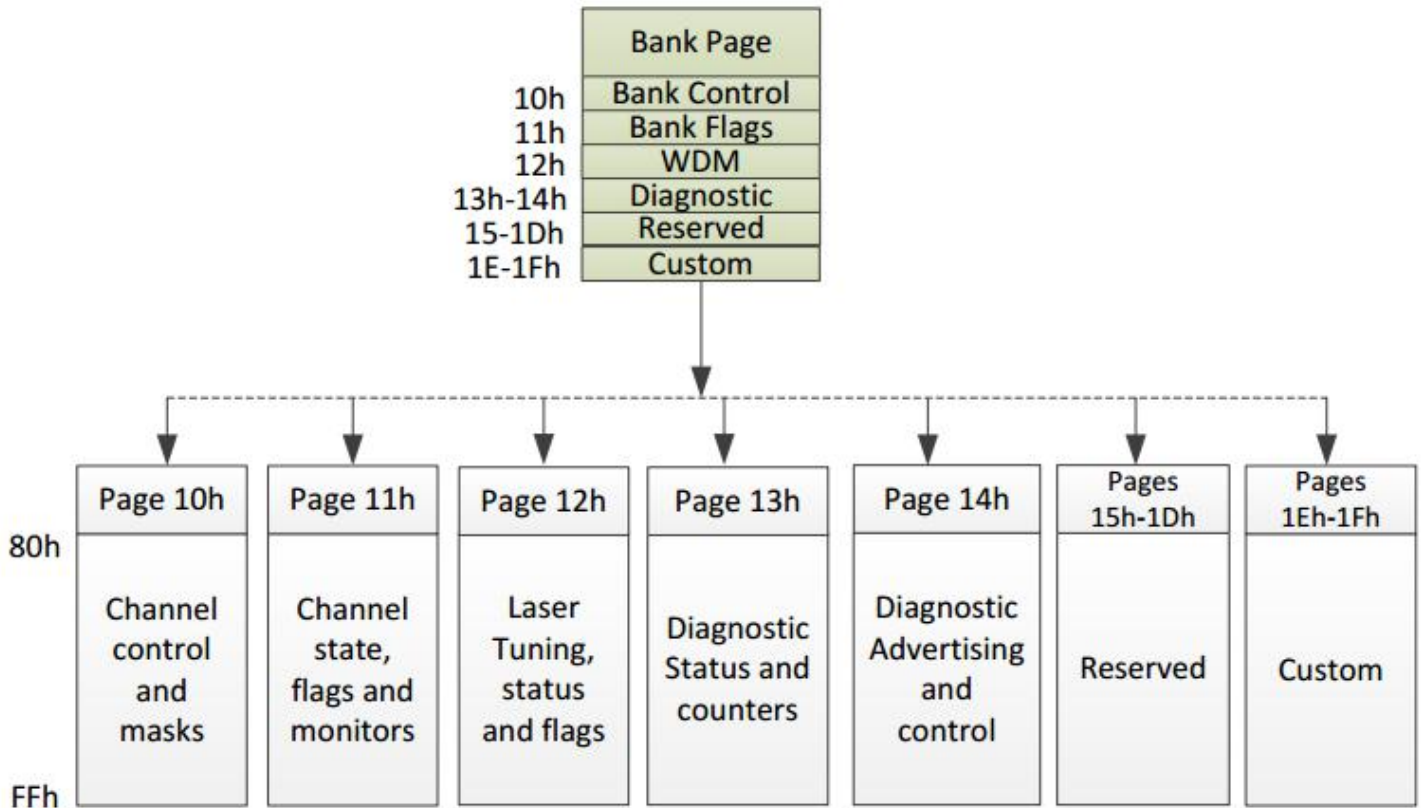 Bank Page
10h Bank Control
11h Bank Flags
12h WDM
13h-14h Diagnostic
15-1Dh Reserved
1E-1Fh Custom
Page 10h
Page 11h
Page 12h
Page 13h
Page 14h
Pages
15h-1Dh
Pages
1Eh-1Fh
80h
Channel
control
and
masks
Channel
state,
flags and
monitors
Laser
Tuning,
status
and flags
Diagnostic
Status and
counters
Diagnostic
Advertising
and
control
Reserved
Custom
FFh